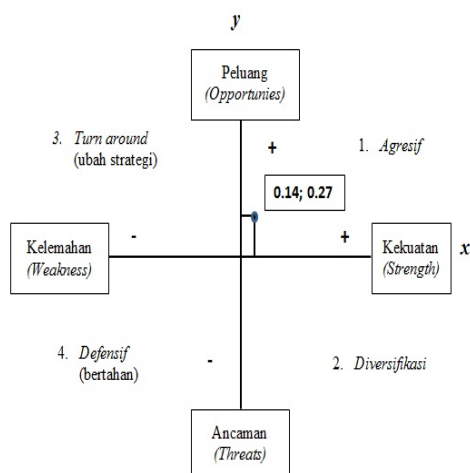 y
Peluang
(Opportunies)
3. Turn around
(ubah strategi)
+
1. Agresif
0.14; 0.27
Kelemahan
(Weakness)
-
+
Kekuatan
(Strength)
x
4. Defensif
(bertahan)
-
2. Diversifikasi
Ancaman
(Threats)